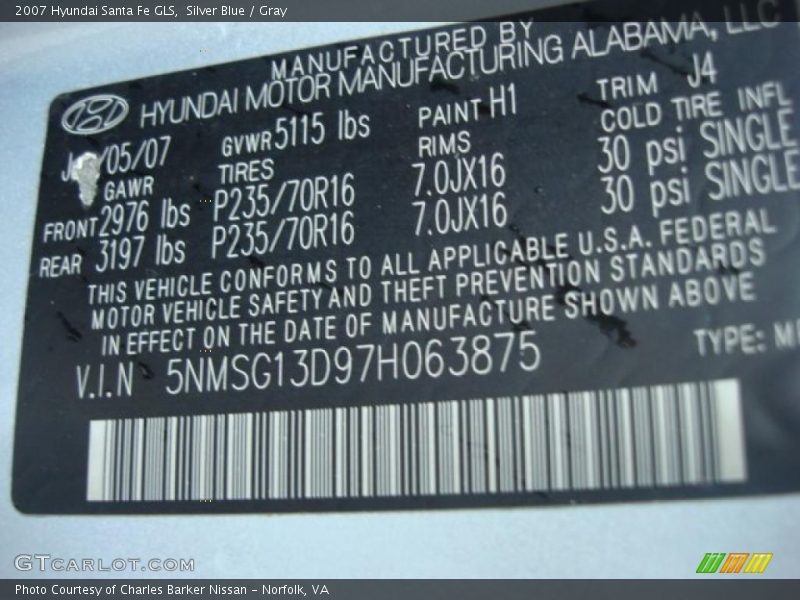 2007 Hyundai Santa Fe GLS, Silver Blue / Gray
MANUFACTURED BY
HYUNDAI MOTOR MANUFACTURING ALABAMA, LLC
/05/07 GVWR 5115 lbs PAINT H1 TRIM J4
GAWR TIRES RIMS COLD TIRE INFL
FRONT 2976 lbs P235/70R16 7.0JX16 30 psi SINGLE
REAR 3197 lbs P235/70R16 7.0JX16 30 psi SINGLE
THIS VEHICLE CONFORMS TO ALL APPLICABLE U.S.A. FEDERAL
MOTOR VEHICLE SAFETY AND THEFT PREVENTION STANDARDS
IN EFFECT ON THE DATE OF MANUFACTURE SHOWN ABOVE
V.I.N 5NMSG13D97H063875 TYPE:
GTCARLOT.COM
Photo Courtesy of Charles Barker Nissan - Norfolk, VA